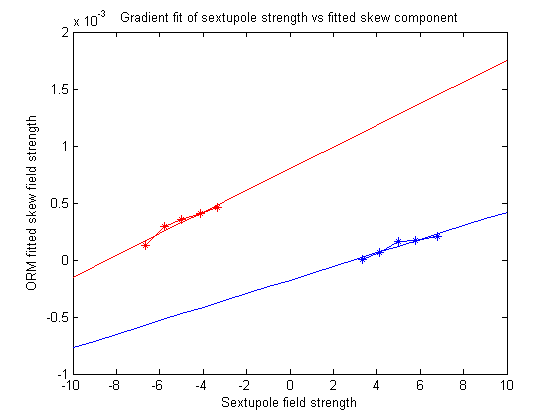 Gradient fit of sextupole strength vs fitted skew component
x 10^-3
2
1.5
1
0.5
0
-0.5
-1
-10 -8 -6 -4 -2 0 2 4 6 8 10
ORM fitted skew field strength
Sextupole field strength